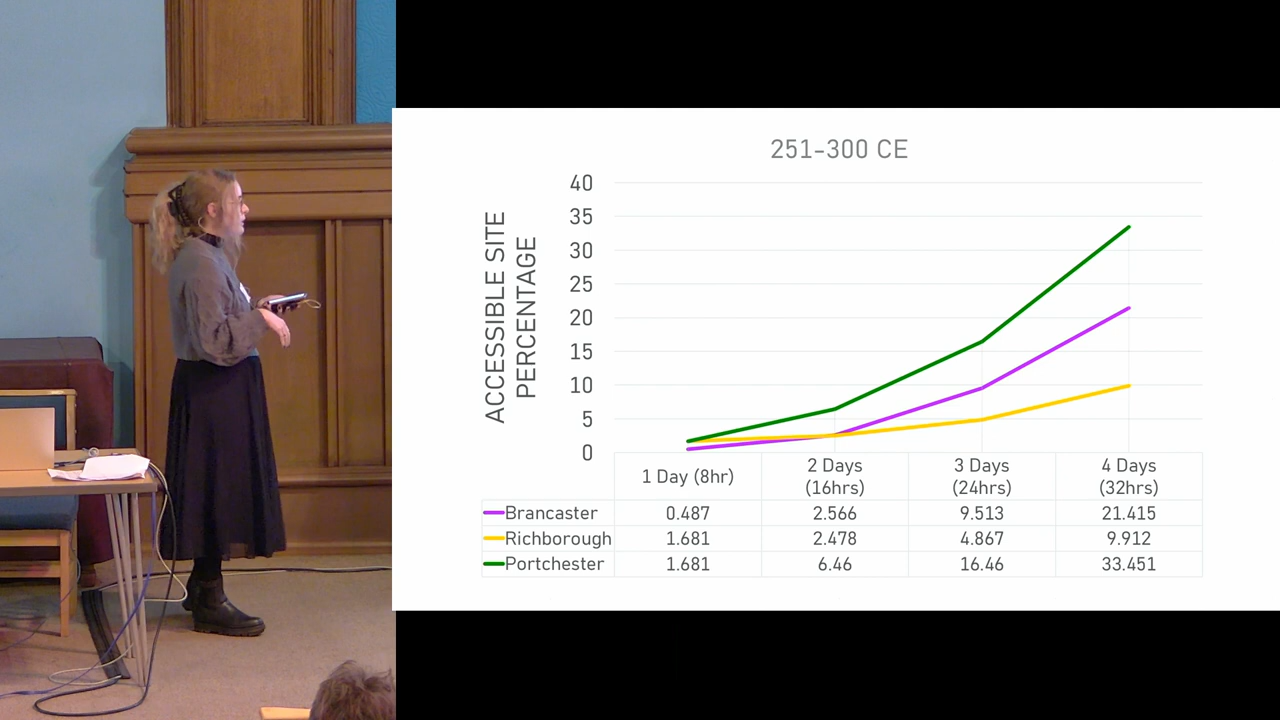 251-300 CE
ACCESSIBLE SITE
PERCENTAGE
40
35
30
25
20
15
10
5
0
1 Day (8hr) 2 Days (16hrs) 3 Days (24hrs) 4 Days (32hrs)
Brancaster 0.487 2.566 9.513 21.415
Richborough 1.681 2.478 4.867 9.912
Portchester 1.681 6.46 16.46 33.451